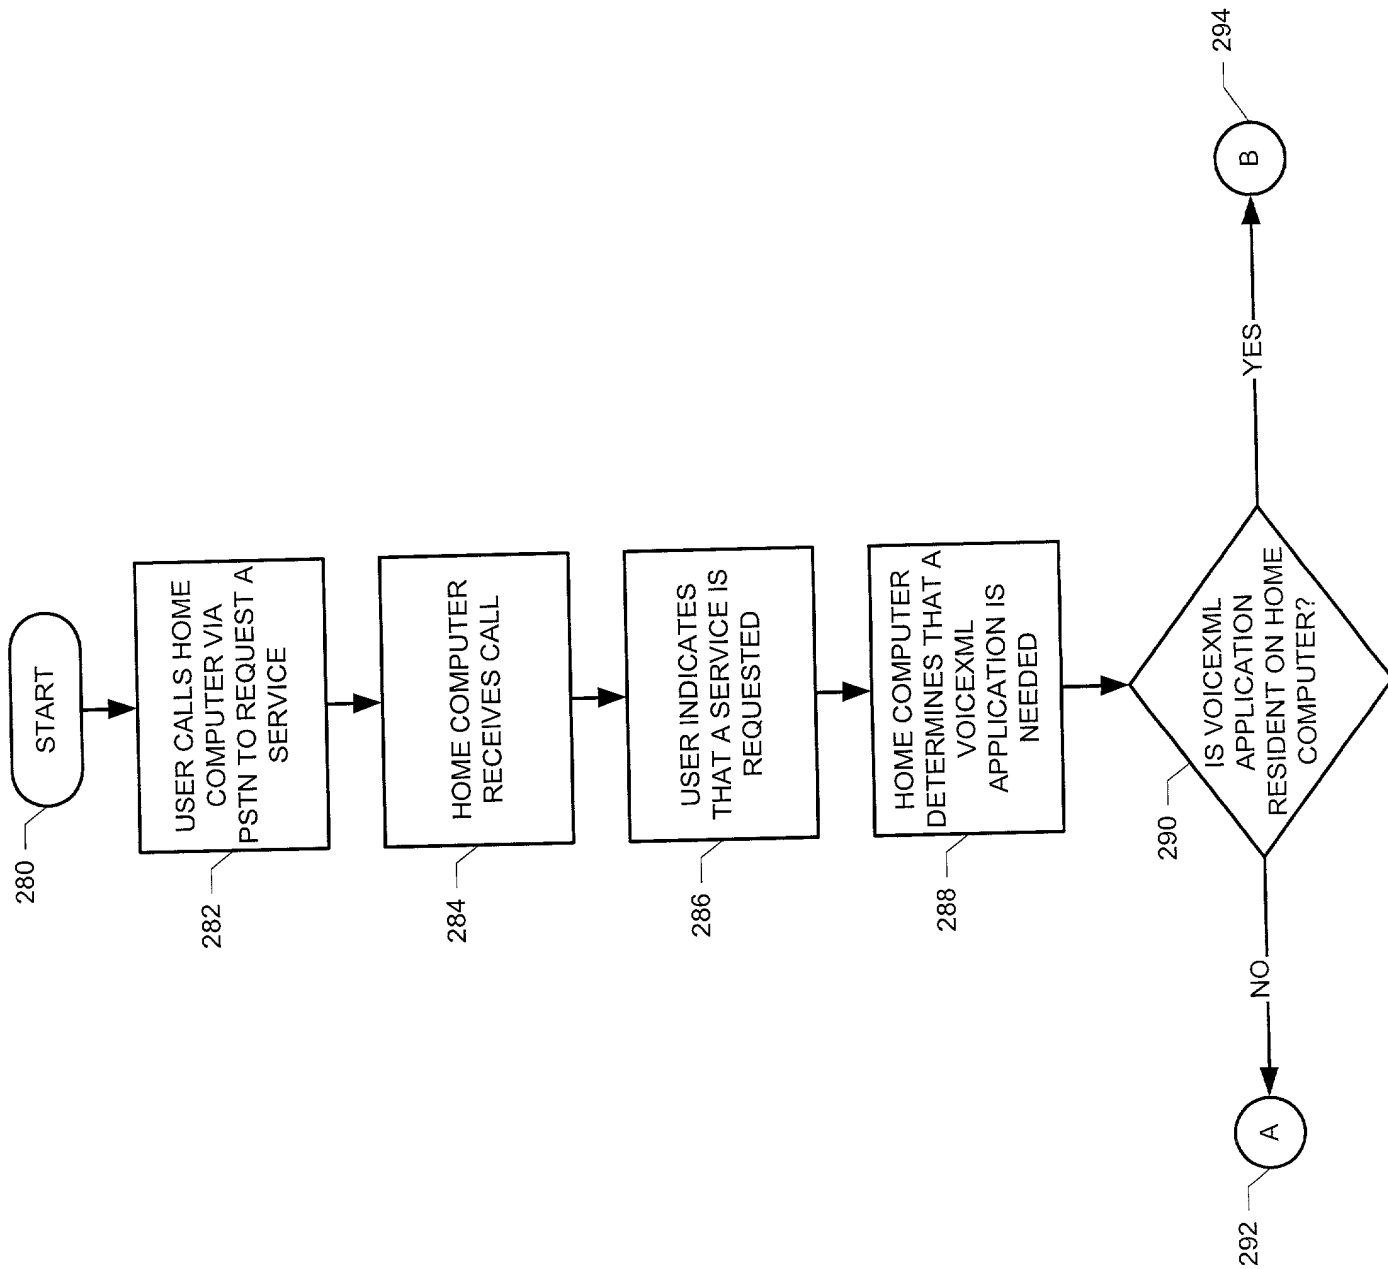 START
280
USER CALLS HOME
COMPUTER VIA
PSTN TO REQUEST A
SERVICE
282
HOME COMPUTER
RECEIVES CALL
284
USER INDICATES
THAT A SERVICE IS
REQUESTED
286
HOME COMPUTER
DETERMINES THAT A
VOICEXML
APPLICATION IS
NEEDED
288
IS VOICEXML
APPLICATION
RESIDENT ON HOME
COMPUTER?
290
NO
A
292
YES
B
294